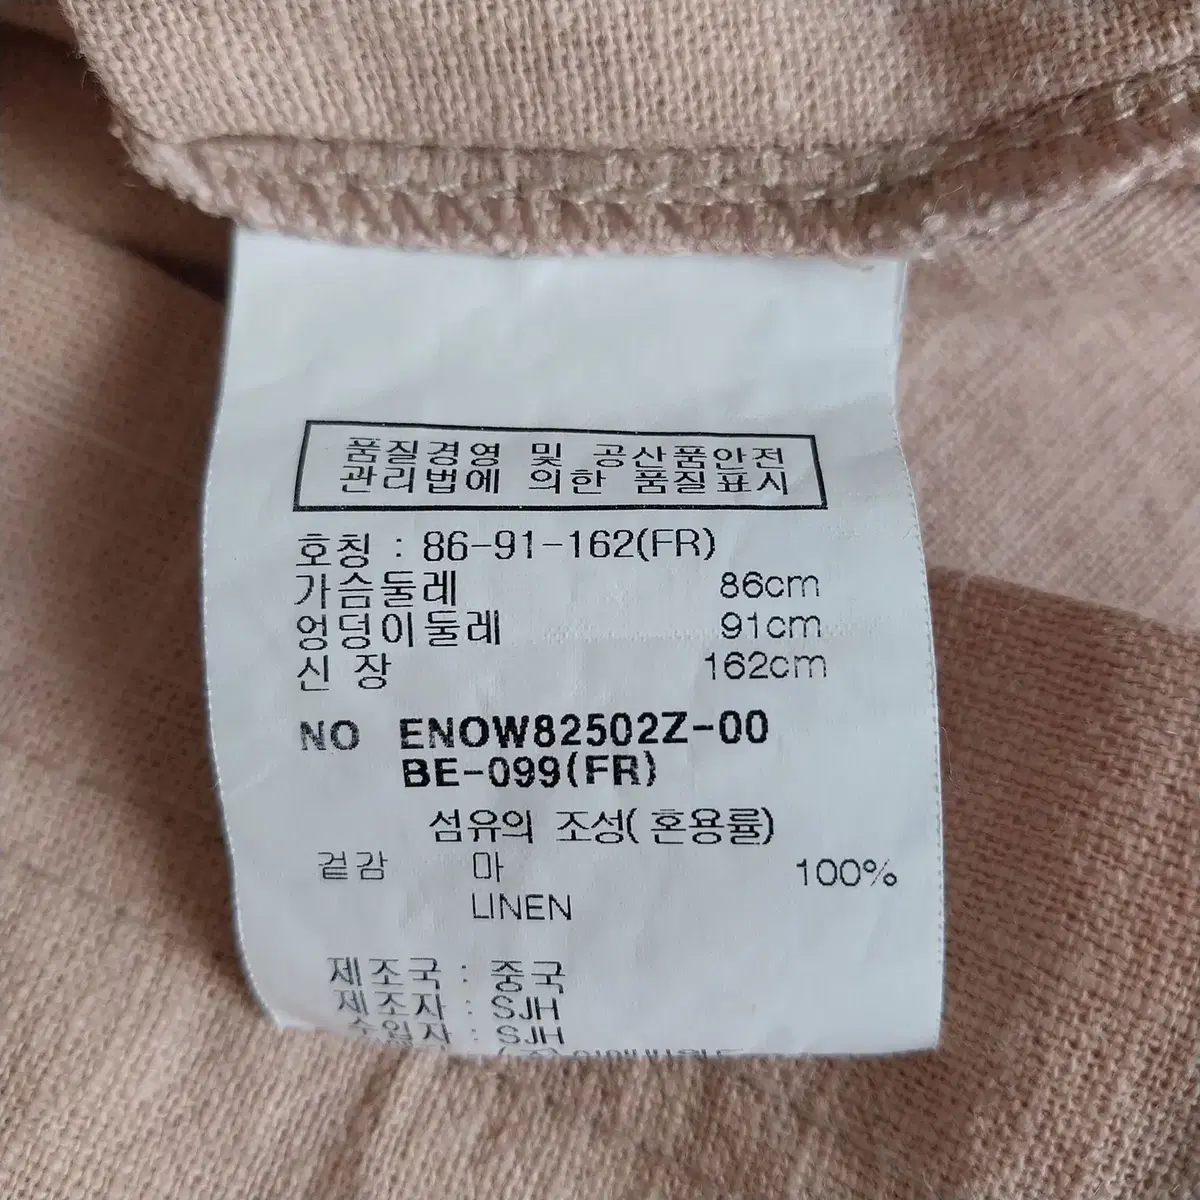 품질경영 및 공산품안전
관리법에 의한 품질표시
호칭 : 86-91-162(FR)
가슴둘레 86cm
엉덩이둘레 91cm
신 장 162cm
NO ENOW82502Z-00
BE-099(FR)
섬유의 조성( 혼용률)
겉감 마 100%
LINEN
제조국 : 중국
제조자 : SJH
수입자 : SJH